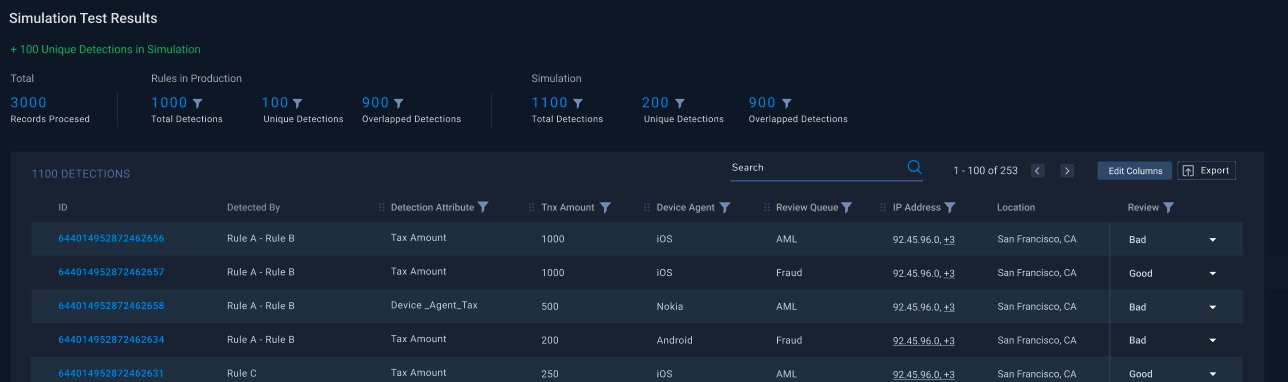 Simulation Test Results
+ 100 Unique Detections in Simulation
Total Rules in Production Simulation
3000 1000 100 900 1100 200 900
Records Procesed Total Detections Unique Detections Overlapped Detections Total Detections Unique Detections Overlapped Detections
1100 DETECTIONS Search 1 - 100 of 253 < > Edit Columns Export
ID Detected By Detection Attribute Tnx Amount Device Agent Review Queue IP Address Location Review
644014952872462656 Rule A - Rule B Tax Amount 1000 iOS AML 92.45.96.0, +3 San Francisco, CA Bad
644014952872462657 Rule A - Rule B Tax Amount 1000 iOS Fraud 92.45.96.0, +3 San Francisco, CA Good
644014952872462658 Rule A - Rule B Device _Agent_Tax 500 Nokia AML 92.45.96.0, +3 San Francisco, CA Bad
644014952872462634 Rule A - Rule B Tax Amount 200 Android Fraud 92.45.96.0, +3 San Francisco, CA Bad
644014952872462631 Rule C Tax Amount 250 iOS AML 92.45.96.0, +3 San Francisco, CA Good